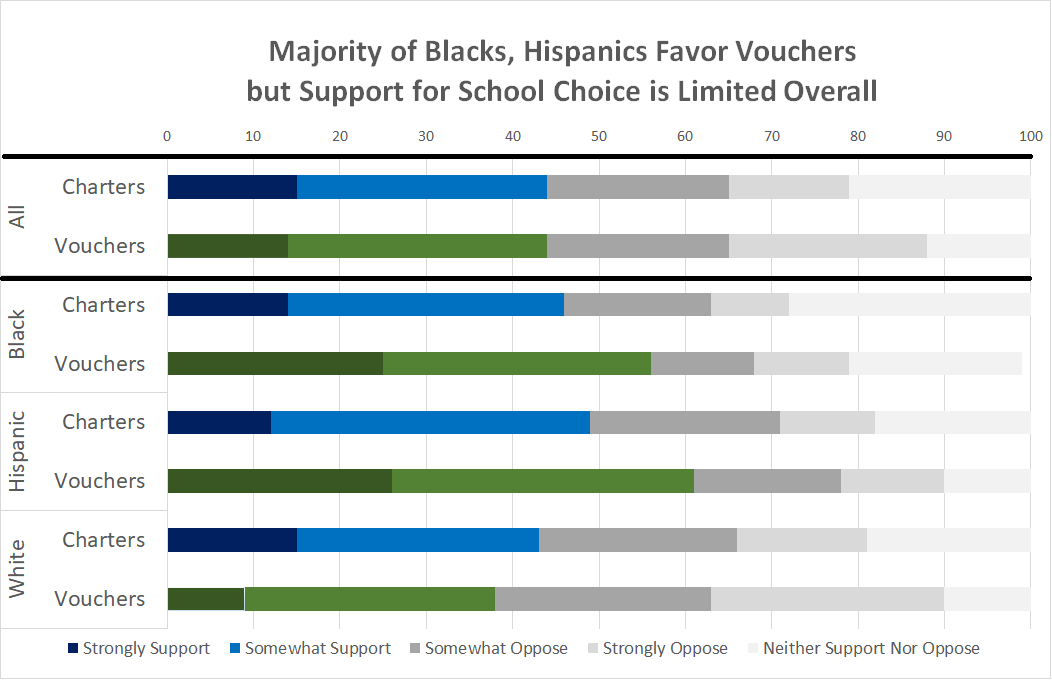 Majority of Blacks, Hispanics Favor Vouchers
but Support for School Choice is Limited Overall
0 10 20 30 40 50 60 70 80 90 100
All
Charters
Vouchers
Black
Charters
Vouchers
Hispanic
Charters
Vouchers
White
Charters
Vouchers
Strongly Support Somewhat Support Somewhat Oppose Strongly Oppose Neither Support Nor Oppose